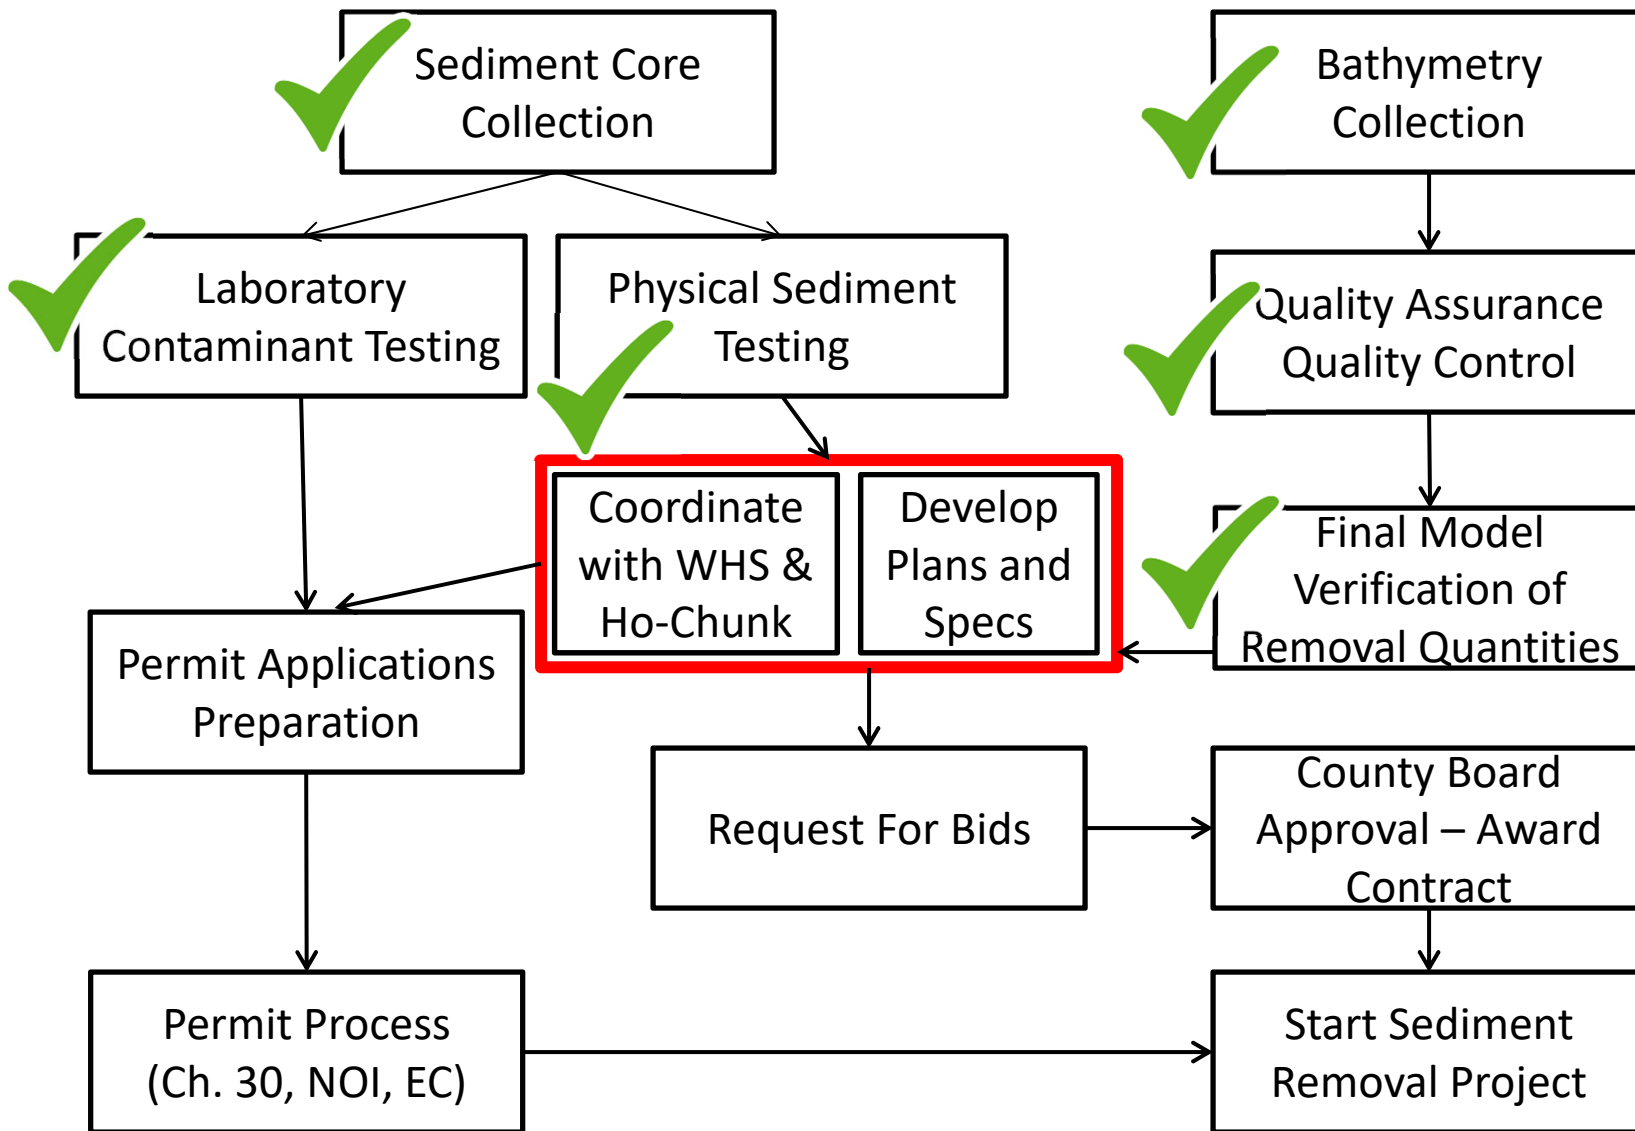 Sediment Core
Collection
Bathymetry
Collection
Laboratory
Contaminant Testing
Physical Sediment
Testing
Quality Assurance
Quality Control
Coordinate
with WHS &
Ho-Chunk
Develop
Plans and
Specs
Final Model
Verification of
Removal Quantities
Permit Applications
Preparation
Request For Bids
County Board
Approval – Award
Contract
Permit Process
(Ch. 30, NOI, EC)
Start Sediment
Removal Project